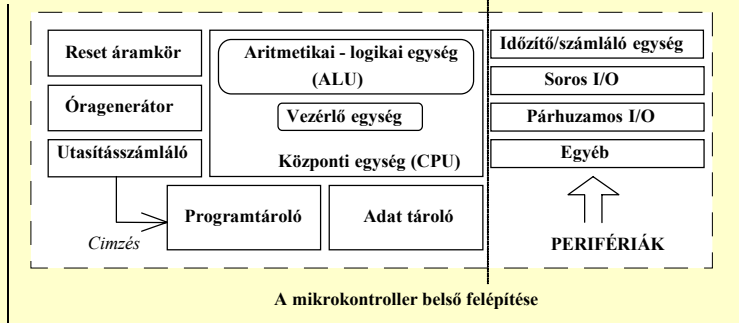 Reset áramkör
Óragenerátor
Utasításszámláló
Aritmetikai - logikai egység
(ALU)
Vezérlő egység
Központi egység (CPU)
Időzítő/számláló egység
Soros I/O
Párhuzamos I/O
Egyéb
Cimzés
Programtároló
Adat tároló
PERIFÉRIÁK
A mikrokontroller belső felépítése